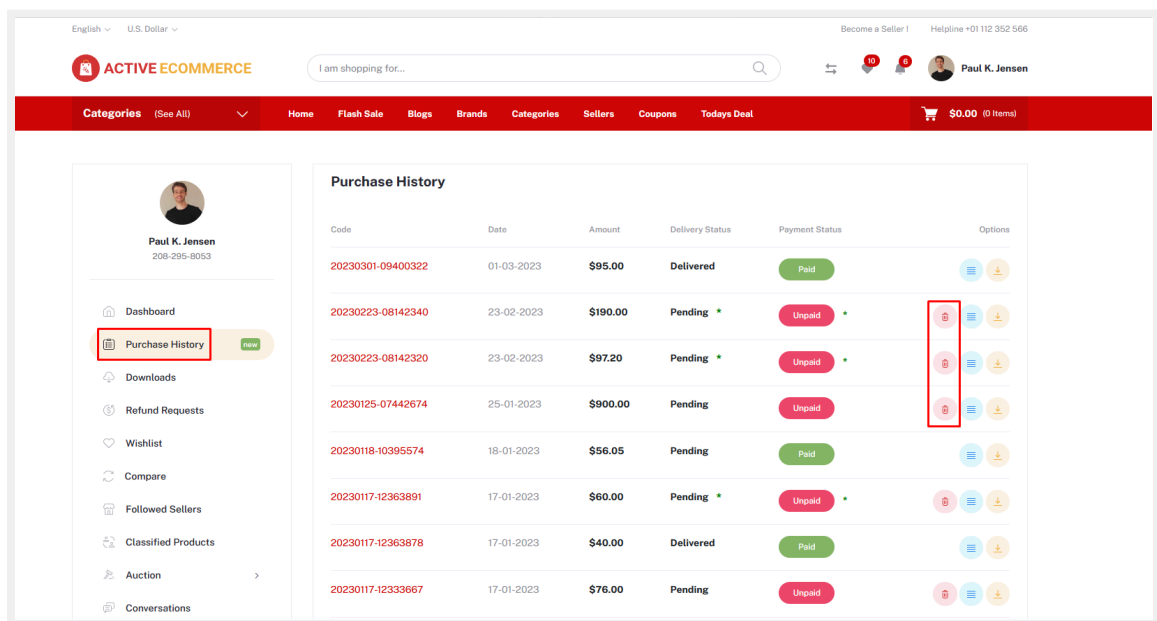 English U.S. Dollar Become a Seller ! Helpline +01 112 352 566
ACTIVE ECOMMERCE I am shopping for... 10 6 Paul K. Jensen
Categories (See All) Home Flash Sale Blogs Brands Categories Sellers Coupons Todays Deal $0.00 (0 Items)
Paul K. Jensen
208-295-8053
Dashboard
Purchase History new
Downloads
Refund Requests
Wishlist
Compare
Followed Sellers
Classified Products
Auction
Conversations
Purchase History
Code Date Amount Delivery Status Payment Status Options
20230301-09400322 01-03-2023 $95.00 Delivered Paid
20230223-08142340 23-02-2023 $190.00 Pending * Unpaid *
20230223-08142320 23-02-2023 $97.20 Pending * Unpaid *
20230125-07442674 25-01-2023 $900.00 Pending Unpaid
20230118-10395574 18-01-2023 $56.05 Pending Paid
20230117-12363891 17-01-2023 $60.00 Pending * Unpaid *
20230117-12363878 17-01-2023 $40.00 Delivered Paid
20230117-12333667 17-01-2023 $76.00 Pending Unpaid